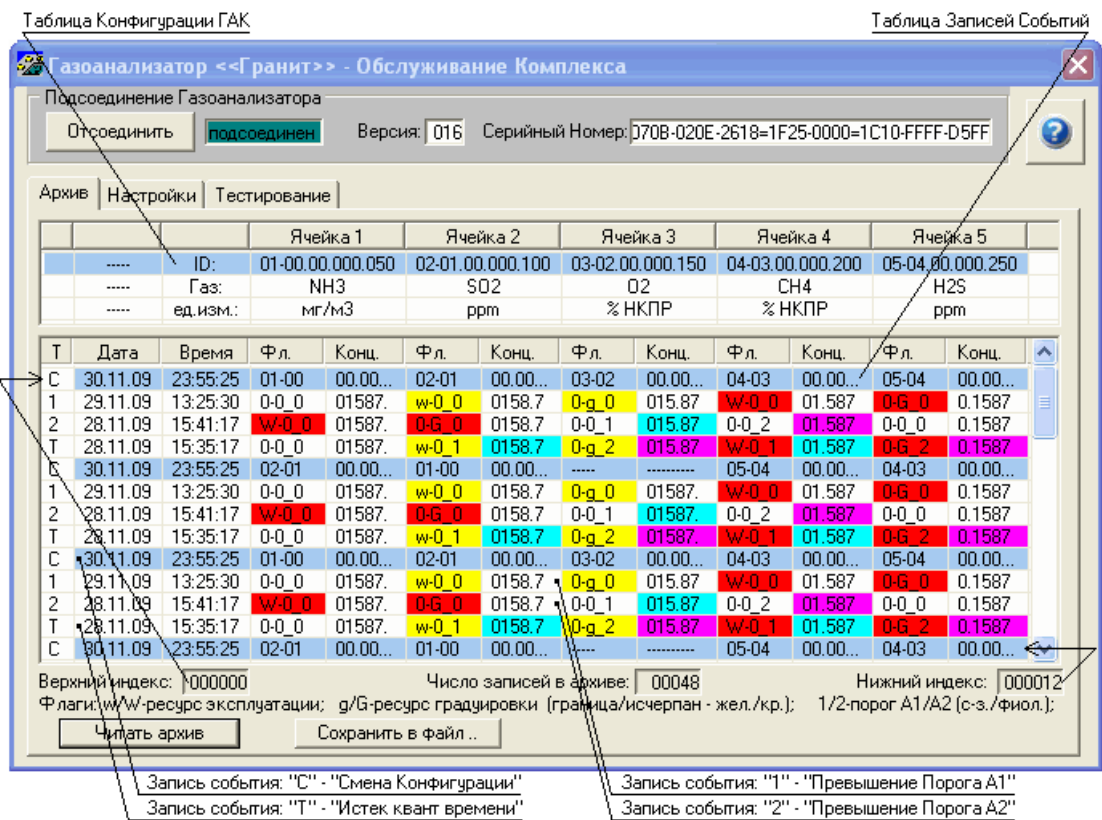 Таблица Конфигурации ГАК Таблица Записей Событий
Газоанализатор <<Гранит>> - Обслуживание Комплекса
Подсоединение Газоанализатора
Отсоединить подсоединен Версия: 016 Серийный Номер: 070B-020E-2618=1F25-0000=1C10-FFFF-D5FF
Архив Настройки Тестирование
Ячейка 1 Ячейка 2 Ячейка 3 Ячейка 4 Ячейка 5
----- ID: 01-00.00.000.050 02-01.00.000.100 03-02.00.000.150 04-03.00.000.200 05-04.00.000.250
----- Газ: NH3 SO2 O2 CH4 H2S
----- ед.изм.: мг/м3 ppm % НКПР % НКПР ppm
Т Дата Время Фл. Конц. Фл. Конц. Фл. Конц. Фл. Конц. Фл. Конц.
С 30.11.09 23:55:25 01-00 00.00... 02-01 00.00... 03-02 00.00... 04-03 00.00... 05-04 00.00...
1 29.11.09 13:25:30 0-0_0 01587. w-0_0 0158.7 0-g_0 015.87 W-0_0 01.587 0-G_0 0.1587
2 28.11.09 15:41:17 W-0_0 01587. 0-G_0 0158.7 0-0_1 015.87 0-0_2 01.587 0-0_0 0.1587
Т 28.11.09 15:35:17 0-0_0 01587. w-0_1 0158.7 0-g_2 015.87 W-0_1 01.587 0-G_2 0.1587
С 30.11.09 23:55:25 02-01 00.00... 01-00 00.00... ----- --------- 05-04 00.00... 04-03 00.00...
1 29.11.09 13:25:30 0-0_0 01587. w-0_0 0158.7 0-g_0 01587. W-0_0 01.587 0-G_0 0.1587
2 28.11.09 15:41:17 W-0_0 01587. 0-G_0 0158.7 0-0_1 01587. 0-0_2 01.587 0-0_0 0.1587
Т 28.11.09 15:35:17 0-0_0 01587. w-0_1 0158.7 0-g_2 01587. W-0_1 01.587 0-G_2 0.1587
С 30.11.09 23:55:25 01-00 00.00... 02-01 00.00... 03-02 00.00... 04-03 00.00... 05-04 00.00...
1 29.11.09 13:25:30 0-0_0 01587. w-0_0 0158.7 0-g_0 015.87 W-0_0 01.587 0-G_0 0.1587
2 28.11.09 15:41:17 W-0_0 01587. 0-G_0 0158.7 0-0_1 015.87 0-0_2 01.587 0-0_0 0.1587
Т 28.11.09 15:35:17 0-0_0 01587. w-0_1 0158.7 0-g_2 015.87 W-0_1 01.587 0-G_2 0.1587
С 30.11.09 23:55:25 02-01 00.00... 01-00 00.00... ---- --------- 05-04 00.00... 04-03 00.00...
Верхний индекс: 000000 Число записей в архиве: 00048 Нижний индекс: 000012
Флаги: w/W-ресурс эксплуатации; g/G-ресурс градуировки (граница/исчерпан - жел./кр.); 1/2-порог А1/А2 (с-з./фиол.);
Читать архив Сохранить в файл ..
Запись события: "С" - "Смена Конфигурации" Запись события: "1" - "Превышение Порога А1"
Запись события: "Т" - "Истек квант времени" Запись события: "2" - "Превышение Порога А2"